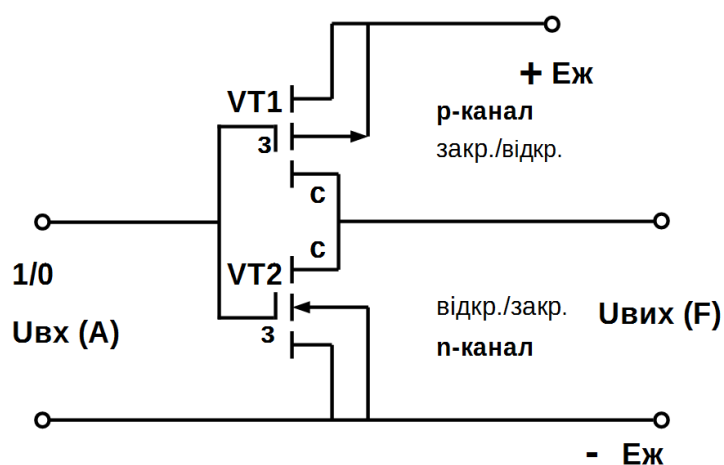 + Еж
VT1
р-канал
з
закр./відкр.
с
с
1/0
VT2
Uвх (А)
відкр./закр.
Uвих (F)
з
n-канал
- Еж